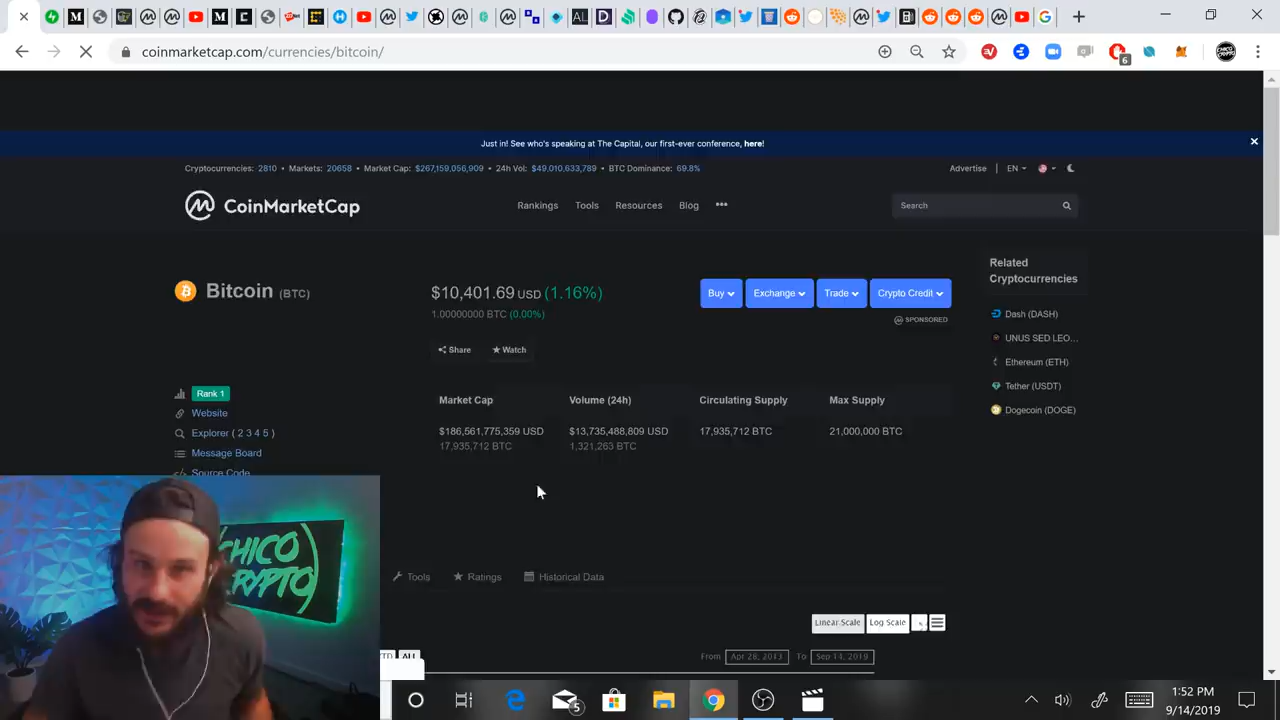 coinmarketcap.com/currencies/bitcoin/
6
Just in! See who's speaking at The Capital, our first-ever conference, here!
Cryptocurrencies: 2810 • Markets: 20658 • Market Cap: $267,159,056,909 • 24h Vol: $49,010,633,789 • BTC Dominance: 69.8%
Advertise
EN
CoinMarketCap
Rankings
Tools
Resources
Blog
Search
Bitcoin (BTC)
$10,401.69 USD (1.16%)
1.00000000 BTC (0.00%)
Buy
Exchange
Trade
Crypto Credit
SPONSORED
Share
Watch
Related
Cryptocurrencies
Dash (DASH)
UNUS SED LEO...
Ethereum (ETH)
Tether (USDT)
Dogecoin (DOGE)
Rank 1
Website
Explorer ( 2 3 4 5 )
Message Board
Source Code
Market Cap
Volume (24h)
Circulating Supply
Max Supply
$186,561,775,359 USD
$13,735,488,809 USD
17,935,712 BTC
21,000,000 BTC
17,935,712 BTC
1,321,263 BTC
CHICO
CRYPTO
Tools
Ratings
Historical Data
Linear Scale
Log Scale
ALL
From
Apr 28, 2013
To
Sep 14, 2019
5
1:52 PM
9/14/2019